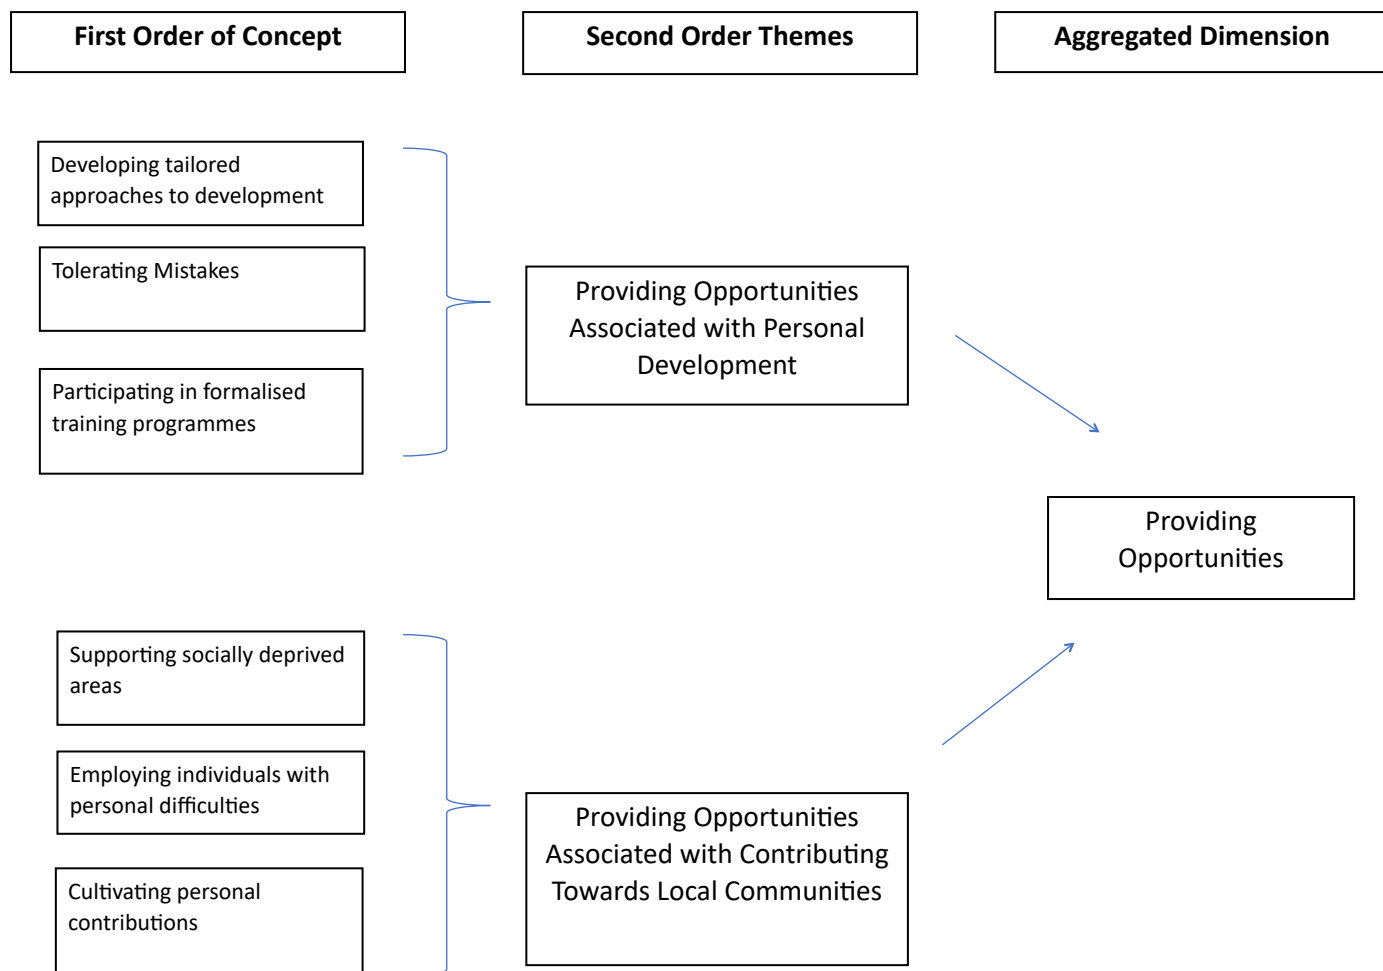 First Order of Concept
Second Order Themes
Aggregated Dimension
Developing tailored
approaches to development
Tolerating Mistakes
Participating in formalised
training programmes
Providing Opportunities
Associated with Personal
Development
Providing
Opportunities
Supporting socially deprived
areas
Employing individuals with
personal difficulties
Cultivating personal
contributions
Providing Opportunities
Associated with Contributing
Towards Local Communities